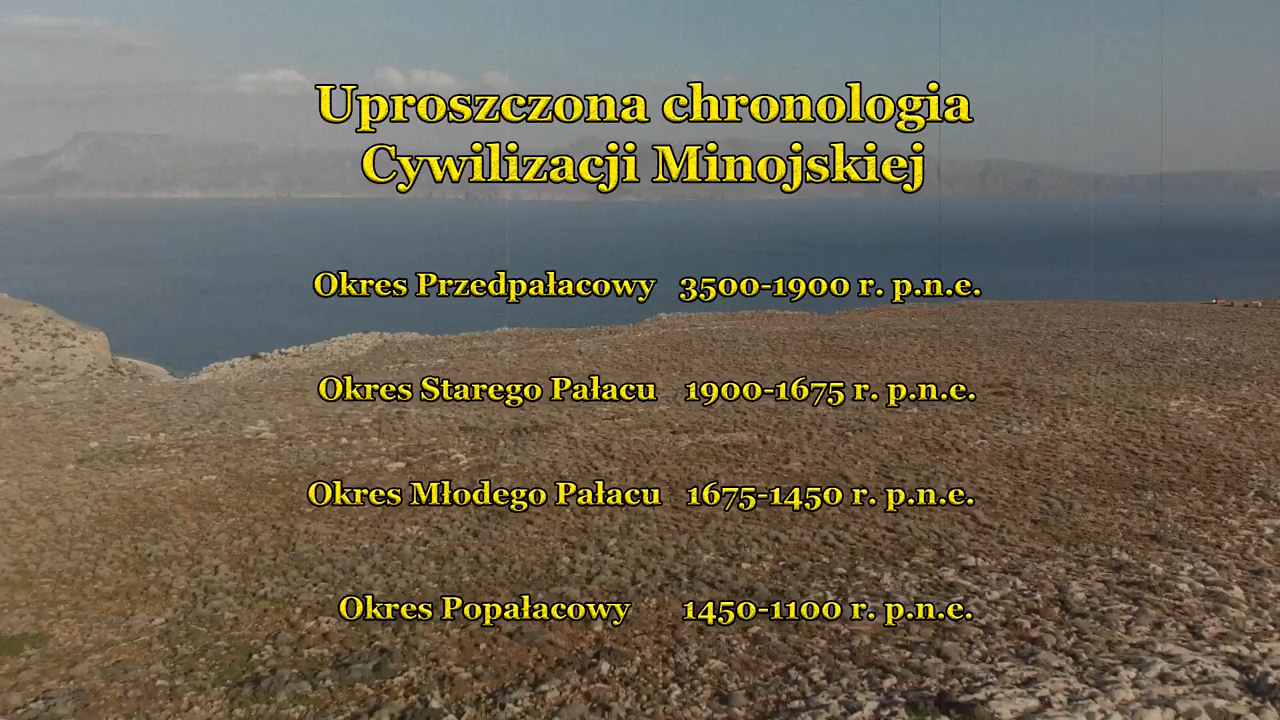 Uproszczona chronologia
Cywilizacji Minojskiej
Okres Przedpałacowy 3500-1900 r. p.n.e.
Okres Starego Pałacu 1900-1675 r. p.n.e.
Okres Młodego Pałacu 1675-1450 r. p.n.e.
Okres Popałacowy 1450-1100 r. p.n.e.